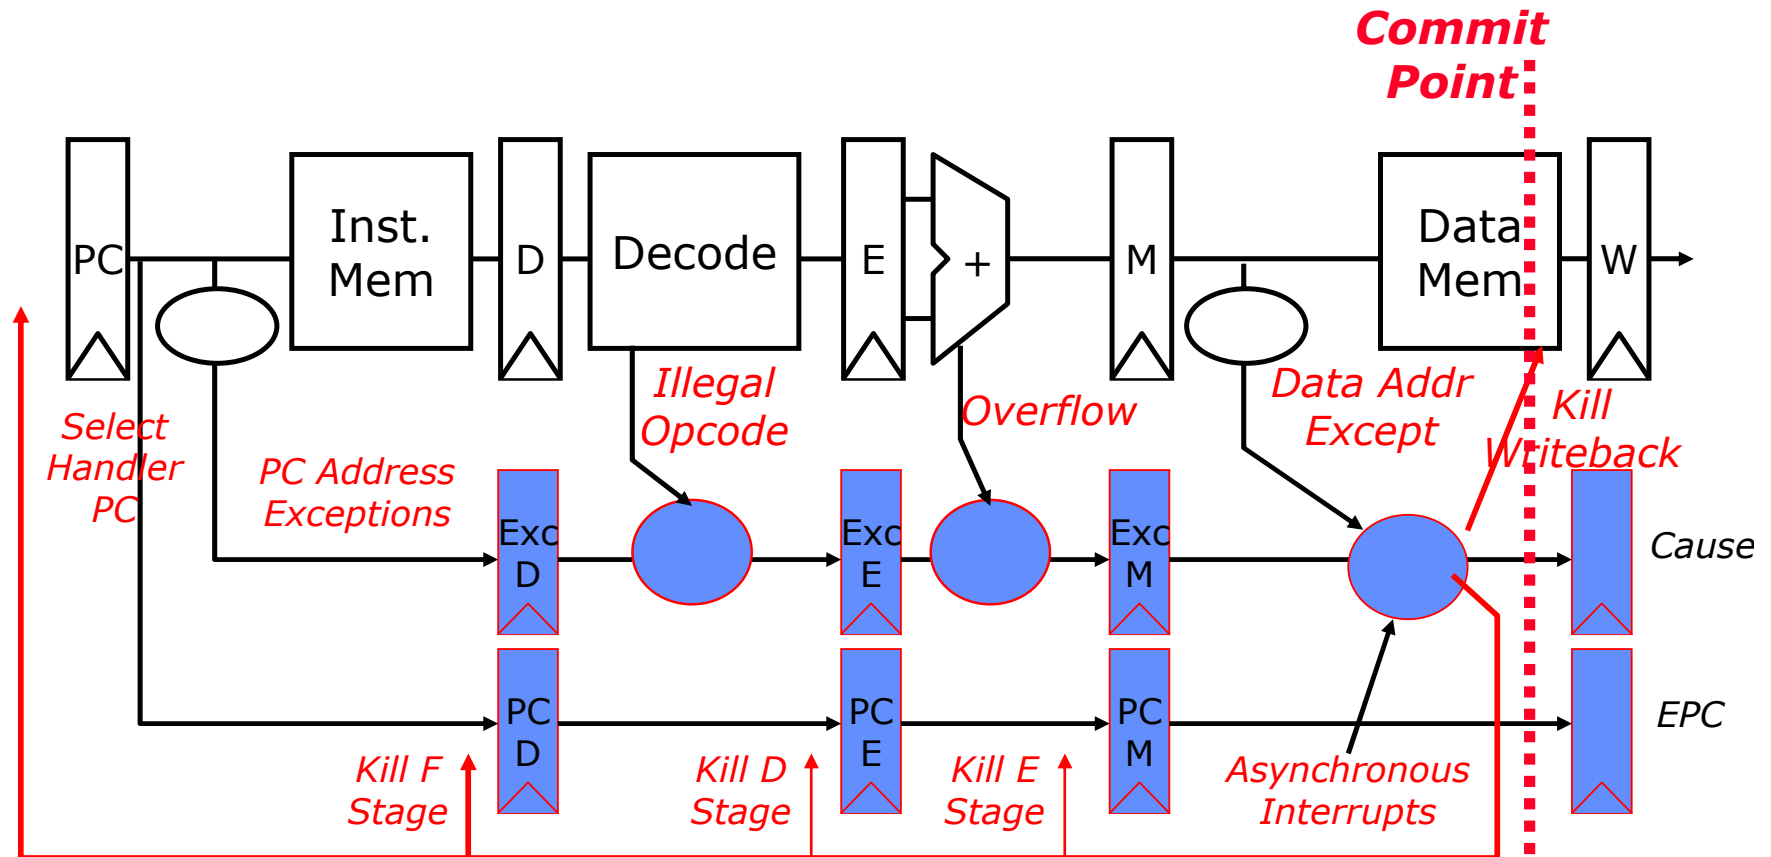 Commit
Point
PC
Inst.
Mem
D
Decode
E
+
M
Data
Mem
W
Select
Handler
PC
PC Address
Exceptions
Illegal
Opcode
Overflow
Data Addr
Except
Kill
Writeback
Exc
D
Exc
E
Exc
M
Cause
PC
D
PC
E
PC
M
EPC
Kill F
Stage
Kill D
Stage
Kill E
Stage
Asynchronous
Interrupts